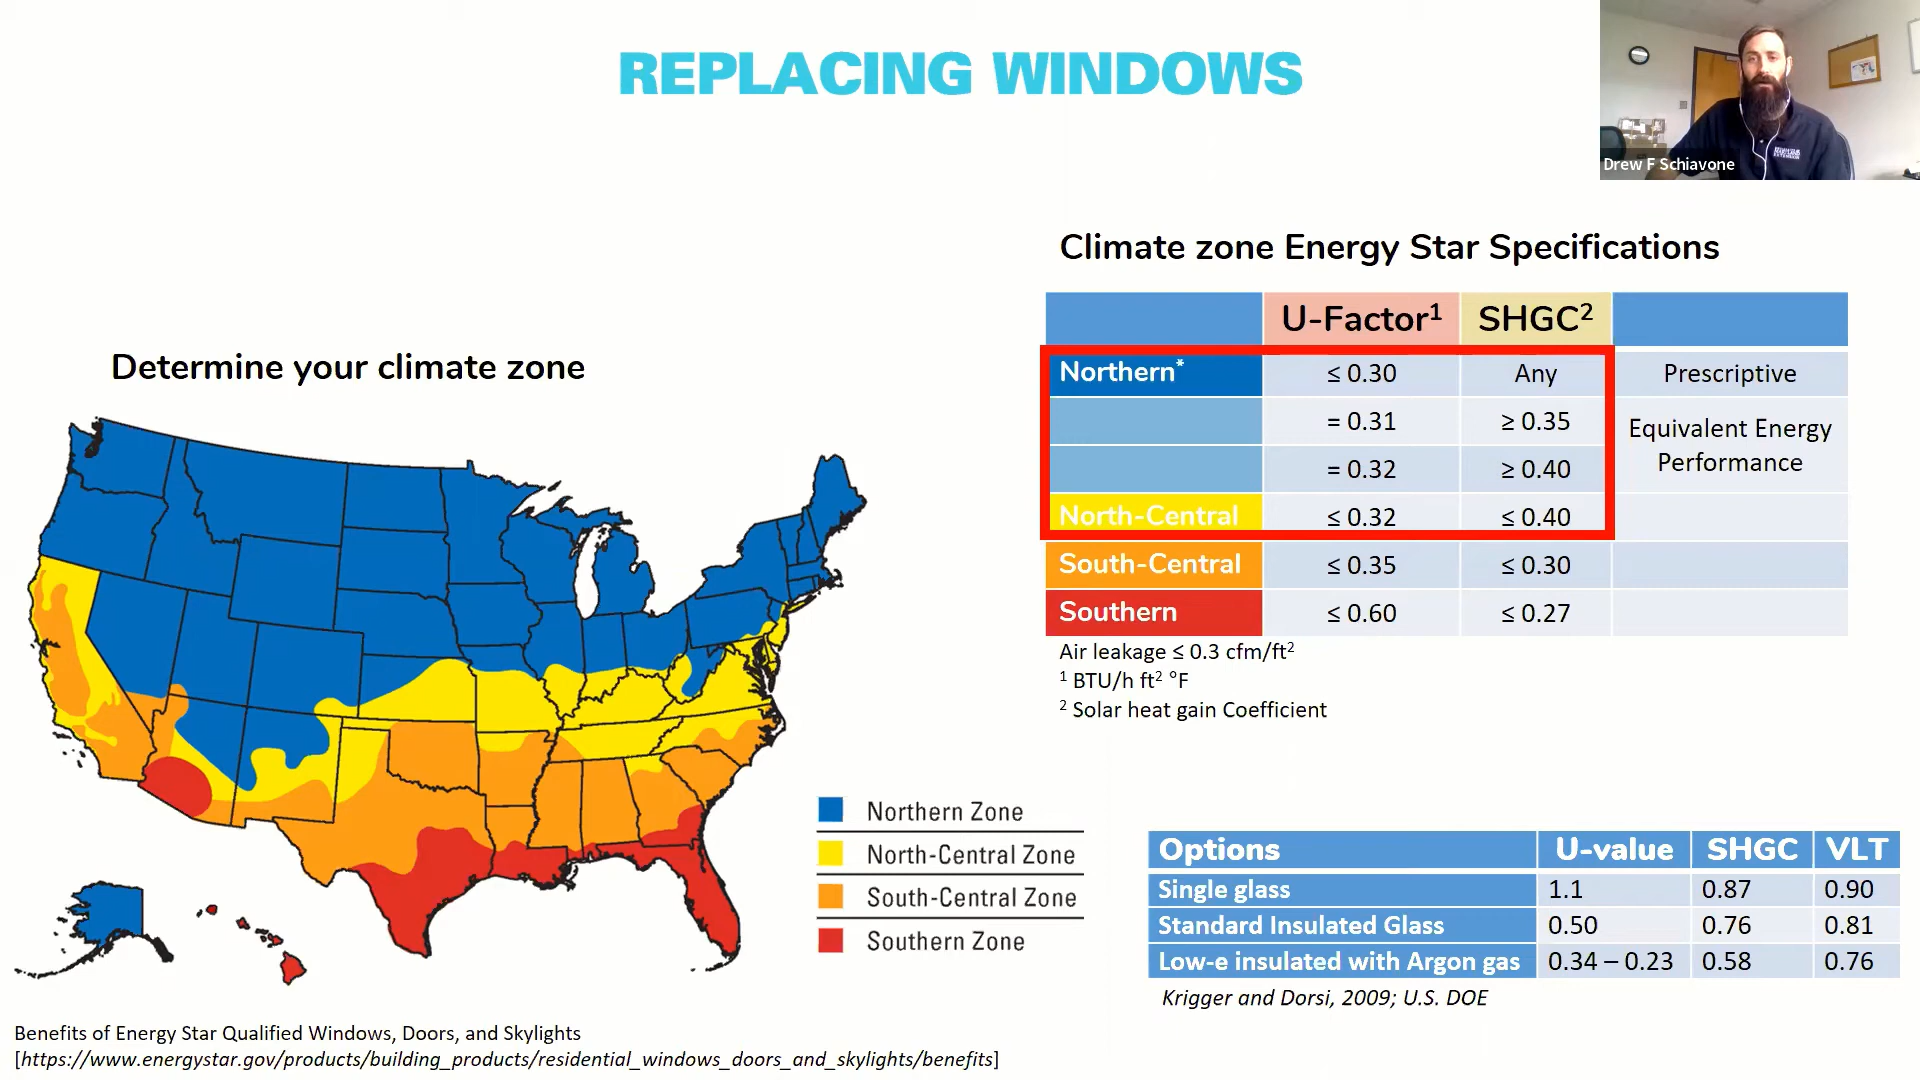 REPLACING WINDOWS
Drew F Schiavone
Climate zone Energy Star Specifications
U-Factor¹ SHGC²
Northern* ≤ 0.30 Any Prescriptive
= 0.31 ≥ 0.35 Equivalent Energy
= 0.32 ≥ 0.40 Performance
North-Central ≤ 0.32 ≤ 0.40
South-Central ≤ 0.35 ≤ 0.30
Southern ≤ 0.60 ≤ 0.27
Air leakage ≤ 0.3 cfm/ft²
¹ BTU/h ft² °F
² Solar heat gain Coefficient
Determine your climate zone
Northern Zone
North-Central Zone
South-Central Zone
Southern Zone
Options U-value SHGC VLT
Single glass 1.1 0.87 0.90
Standard Insulated Glass 0.50 0.76 0.81
Low-e insulated with Argon gas 0.34 – 0.23 0.58 0.76
Krigger and Dorsi, 2009; U.S. DOE
Benefits of Energy Star Qualified Windows, Doors, and Skylights
[https://www.energystar.gov/products/building_products/residential_windows_doors_and_skylights/benefits]